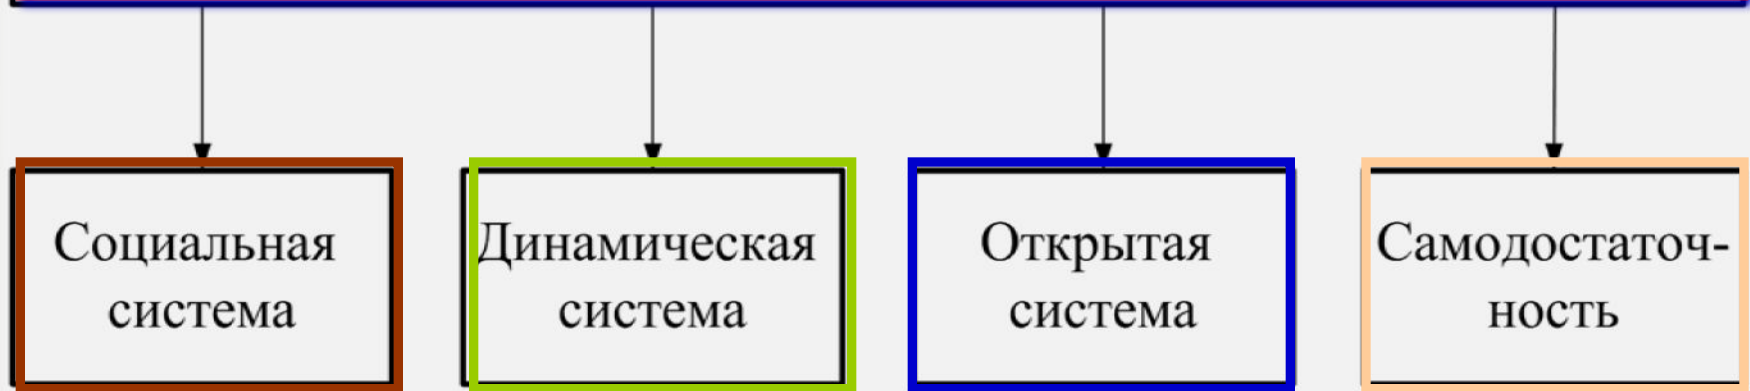 Социальная
система
Динамическая
система
Открытая
система
Самодостаточ-
ность